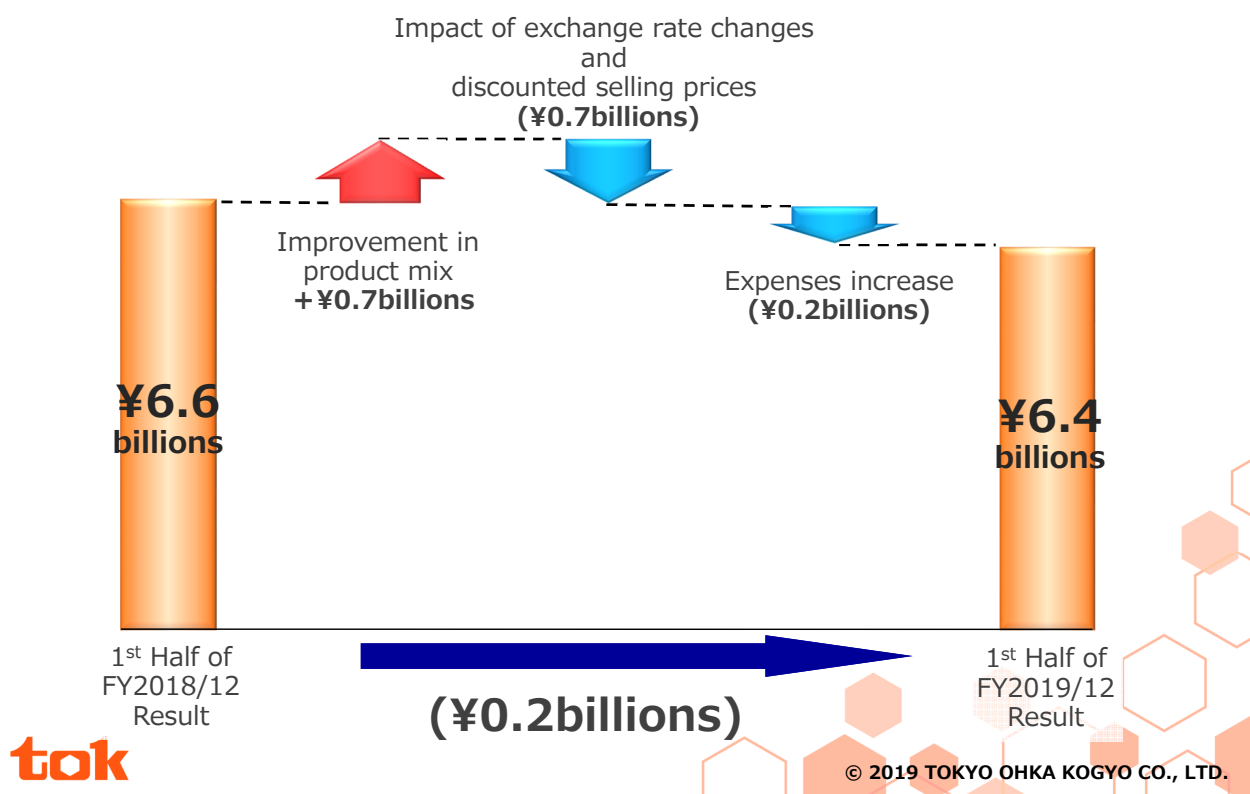 Impact of exchange rate changes
and
discounted selling prices
(¥0.7billions)
Improvement in
product mix
+¥0.7billions
Expenses increase
(¥0.2billions)
¥6.6
billions
¥6.4
billions
1st Half of
FY2018/12
Result
(¥0.2billions)
1st Half of
FY2019/12
Result
tok
© 2019 TOKYO OHKA KOGYO CO., LTD.